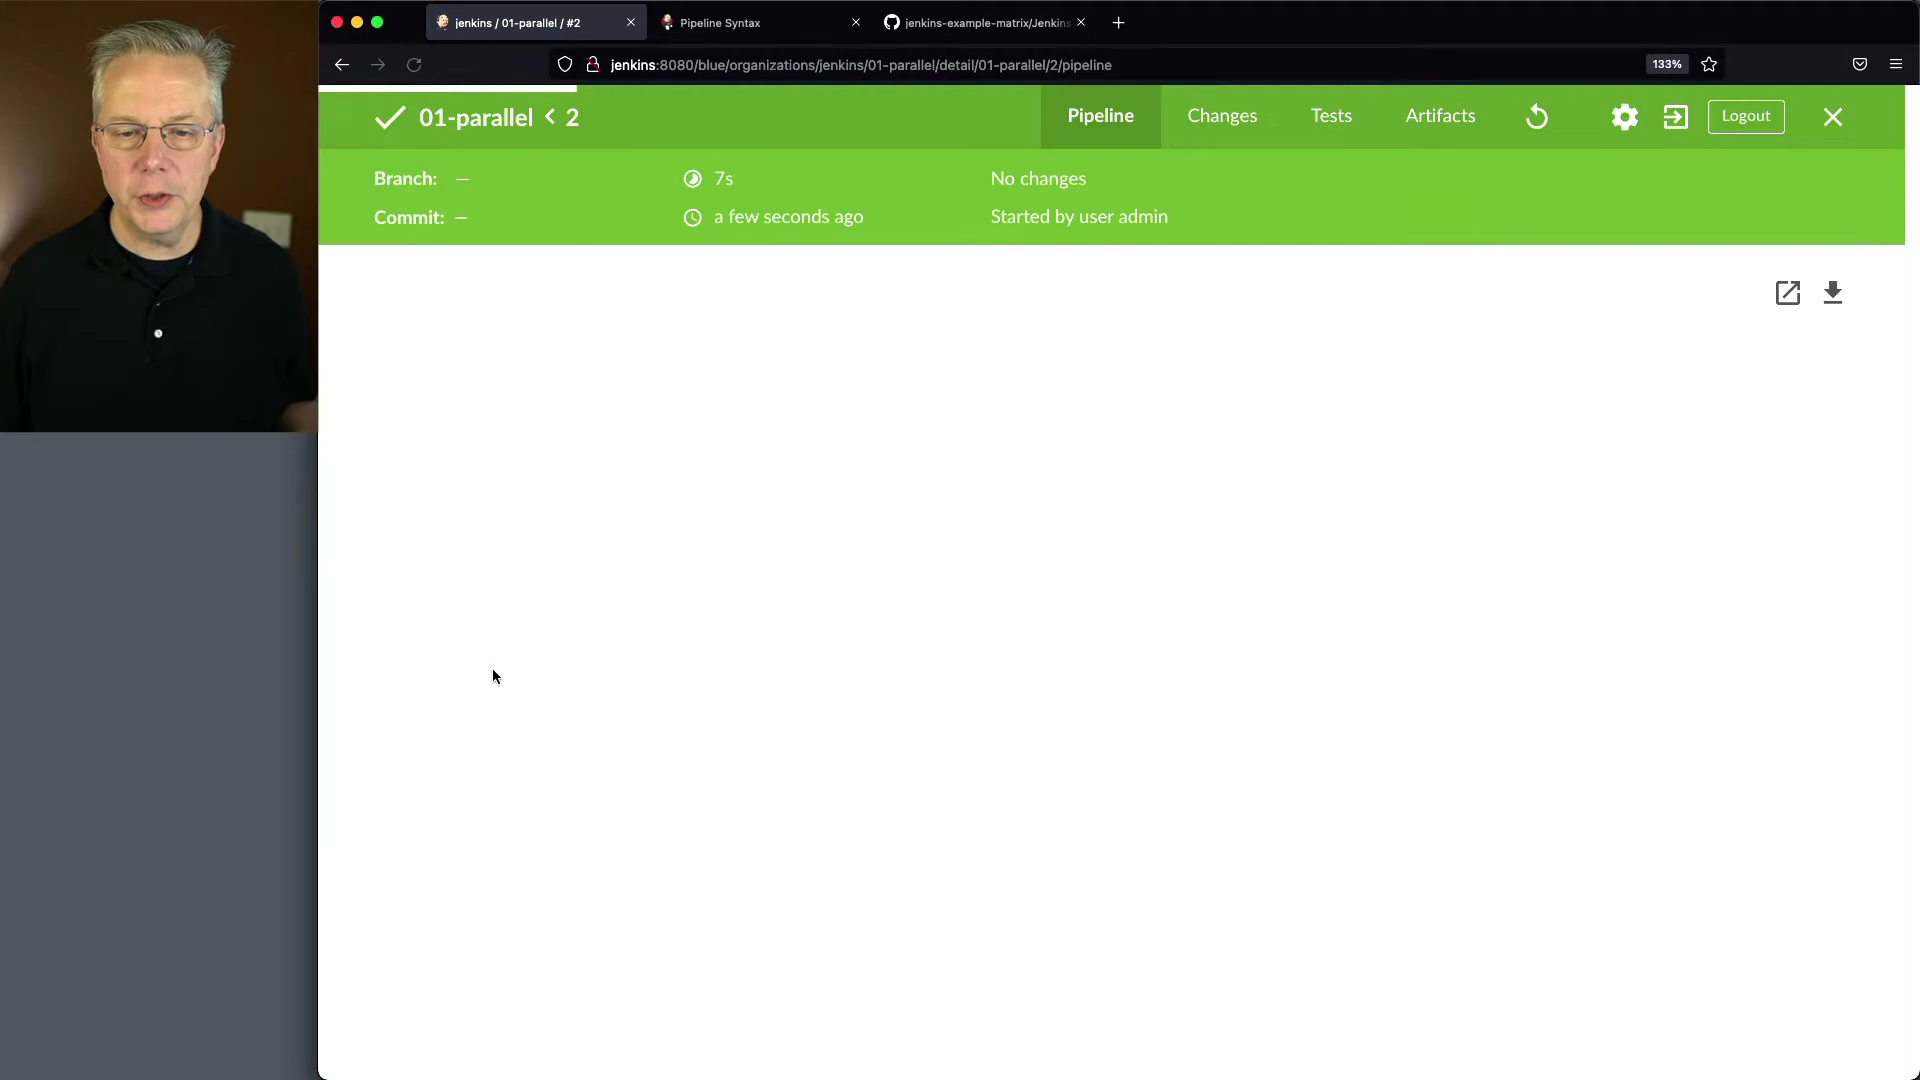 jenkins / 01-parallel / #2
Pipeline Syntax
jenkins-example-matrix/Jenkins
jenkins:8080/blue/organizations/jenkins/01-parallel/detail/01-parallel/2/pipeline
133%
01-parallel < 2
Pipeline
Changes
Tests
Artifacts
Logout
Branch: —
7s
No changes
Commit: —
a few seconds ago
Started by user admin